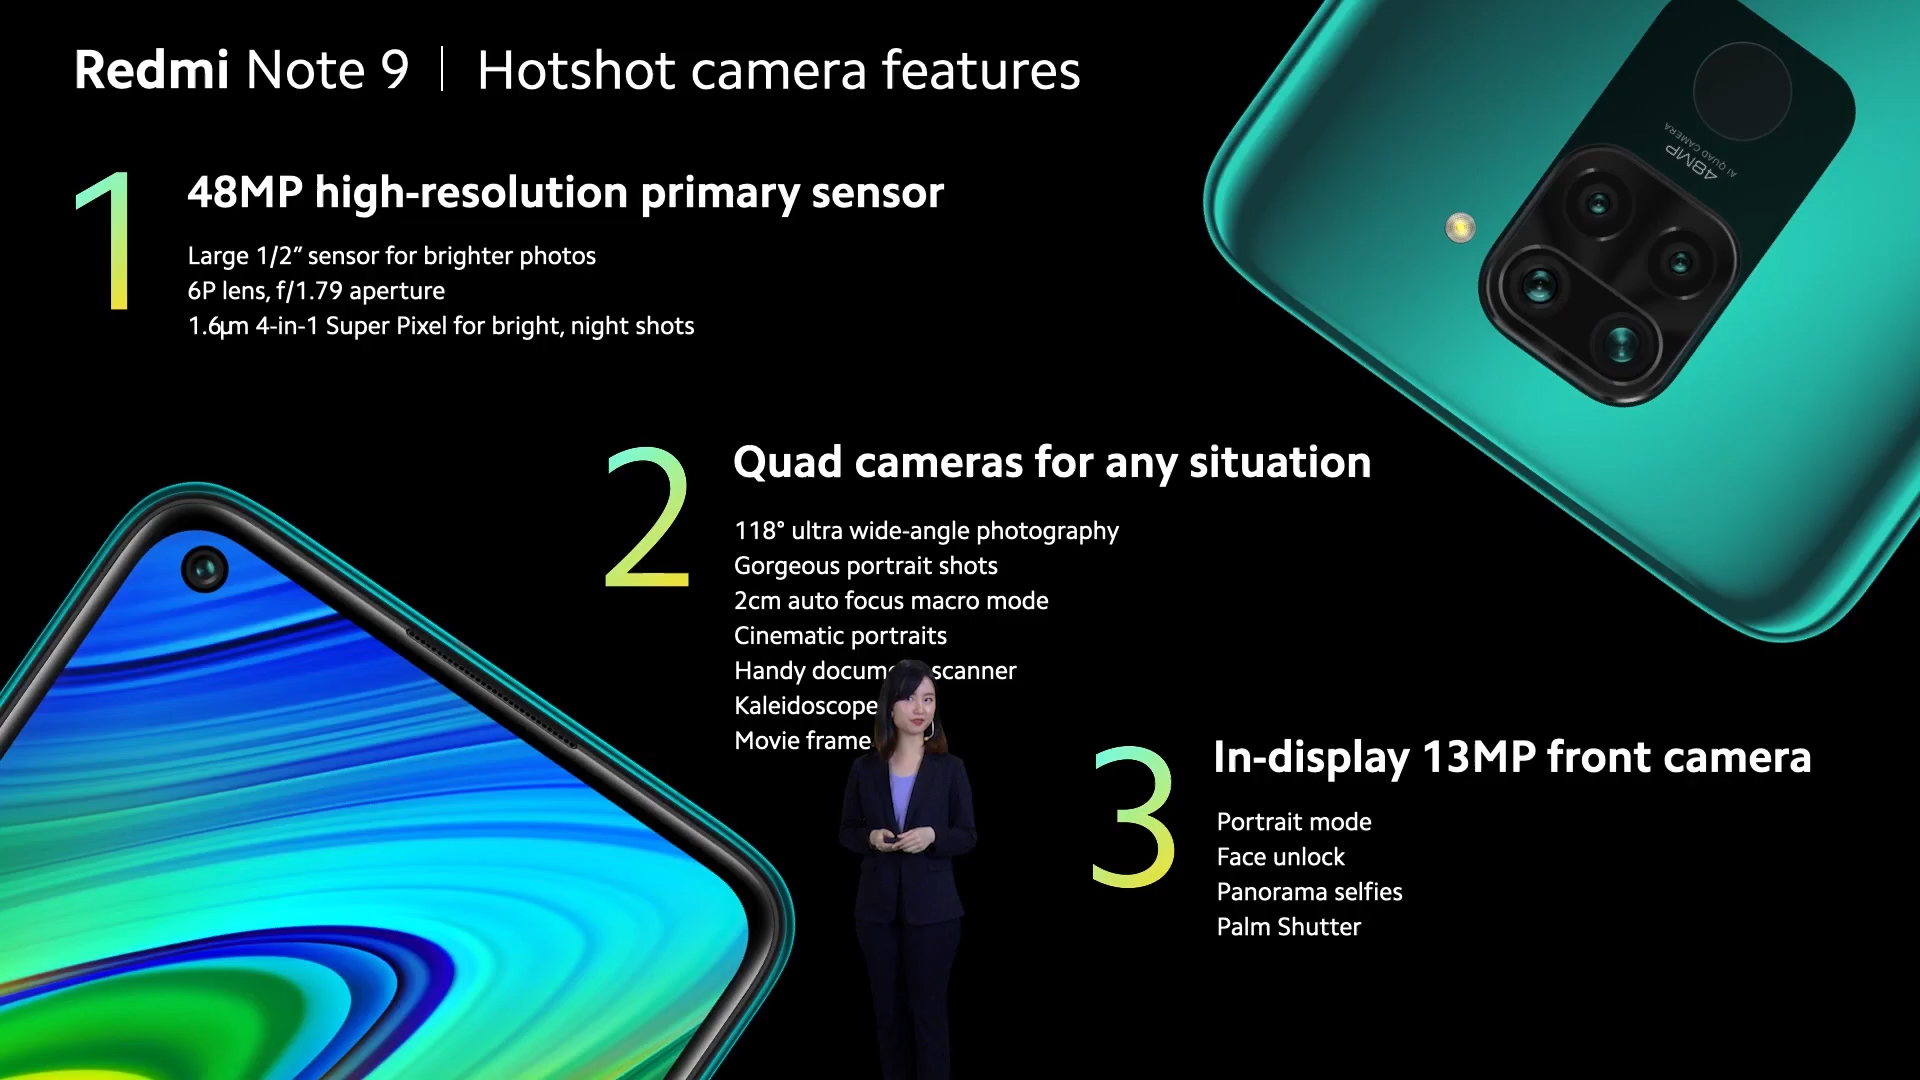 Redmi Note 9 | Hotshot camera features
1
48MP high-resolution primary sensor
Large 1/2" sensor for brighter photos
6P lens, f/1.79 aperture
1.6μm 4-in-1 Super Pixel for bright, night shots
2
Quad cameras for any situation
118° ultra wide-angle photography
Gorgeous portrait shots
2cm auto focus macro mode
Cinematic portraits
Handy scanner
Kaleidoscope
Movie frame
3
In-display 13MP front camera
Portrait mode
Face unlock
Panorama selfies
Palm Shutter
48MP
AI QUAD CAMERA